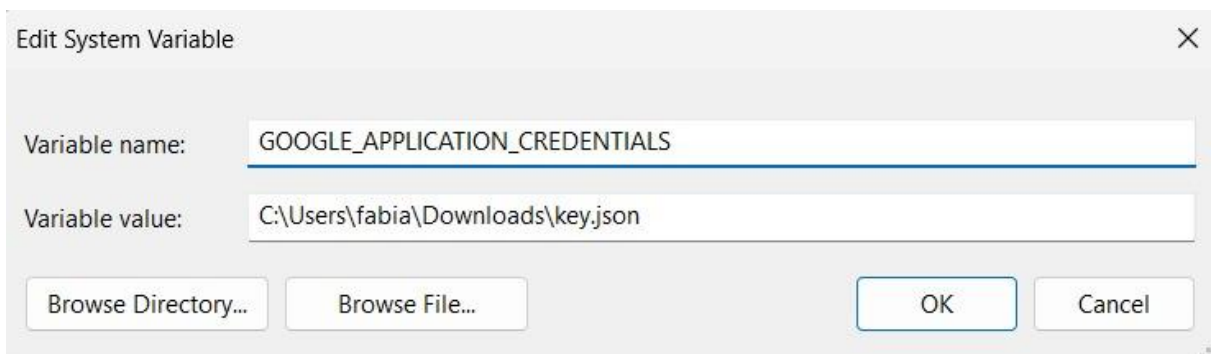 Edit System Variable
Variable name: GOOGLE_APPLICATION_CREDENTIALS
Variable value: C:\Users\fabia\Downloads\key.json
Browse Directory... Browse File... OK Cancel